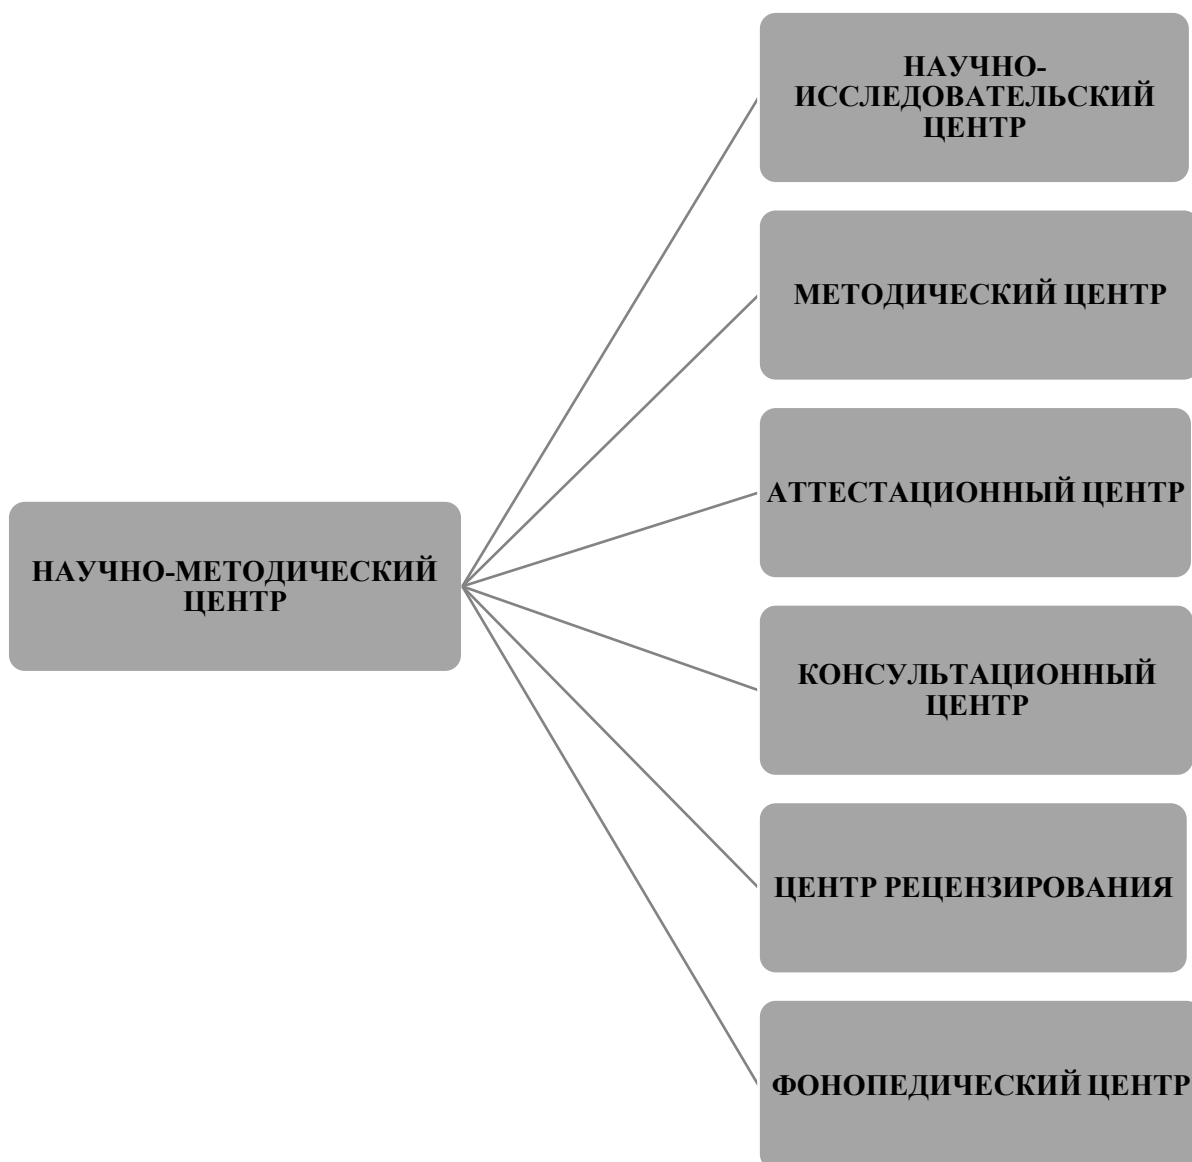 НАУЧНО-МЕТОДИЧЕСКИЙ
ЦЕНТР
НАУЧНО-
ИССЛЕДОВАТЕЛЬСКИЙ
ЦЕНТР
МЕТОДИЧЕСКИЙ ЦЕНТР
АТТЕСТАЦИОННЫЙ ЦЕНТР
КОНСУЛЬТАЦИОННЫЙ
ЦЕНТР
ЦЕНТР РЕЦЕНЗИРОВАНИЯ
ФОНОПЕДИЧЕСКИЙ ЦЕНТР